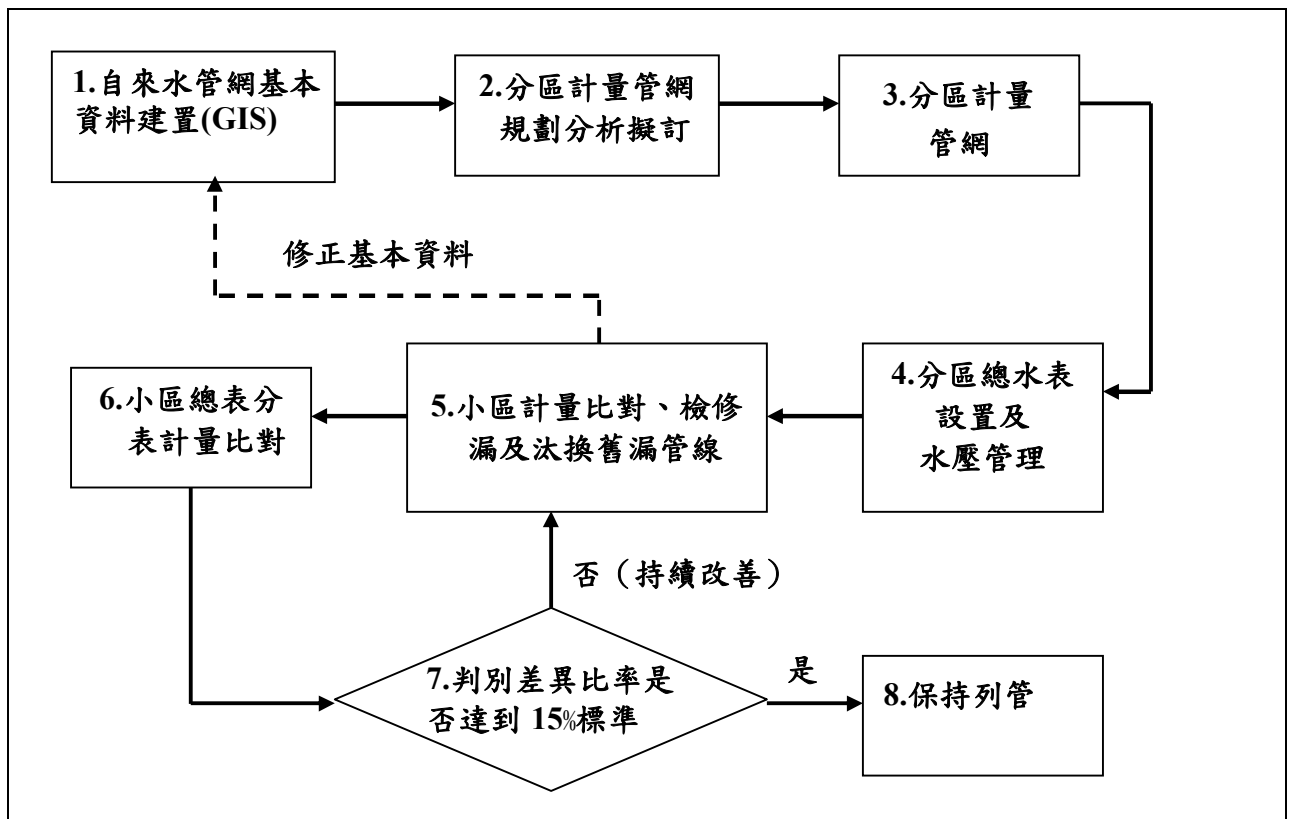 1.自來水管網基本
資料建置(GIS)
2.分區計量管網
規劃分析擬訂
3.分區計量
管網
修正基本資料
4.分區總水表
設置及
水壓管理
5.小區計量比對、檢修
漏及汰換舊漏管線
6.小區總表分
表計量比對
否（持續改善）
7.判別差異比率是
否達到 15%標準
是
8.保持列管